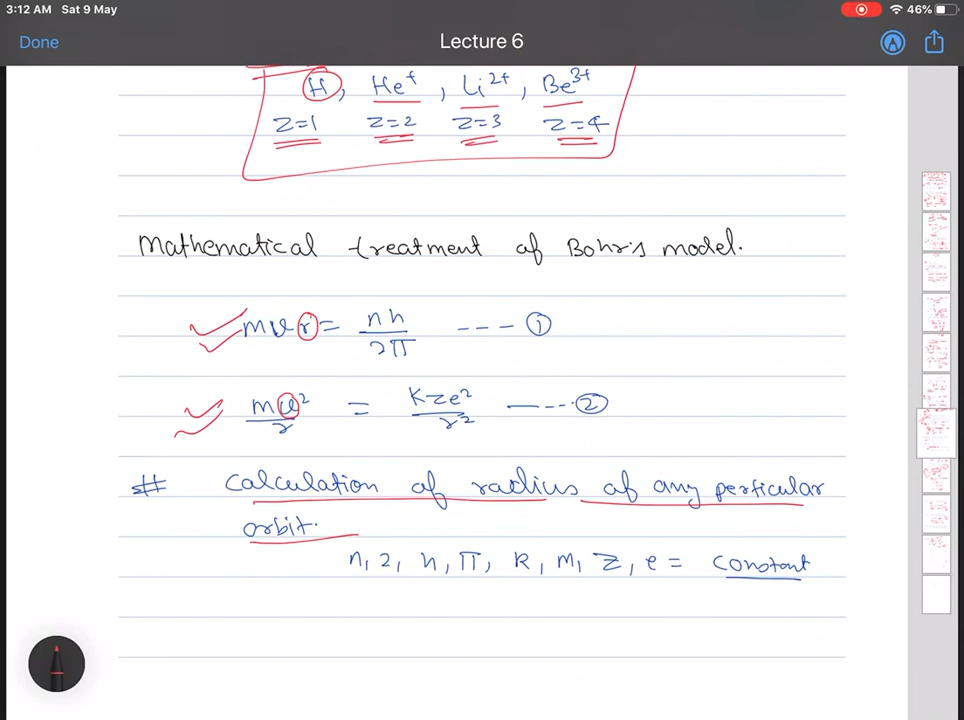 3:12 AM Sat 9 May 46%
Done Lecture 6
H, He⁺, Li²⁺, Be³⁺
Z=1 Z=2 Z=3 Z=4
Mathematical treatment of Bohr's model.
mvr = nh/2π ---- ①
mv²/r = KZe²/r² ---- ②
# Calculation of radius of any perticular
orbit.
n, 2, h, π, K, m, Z, e = constant